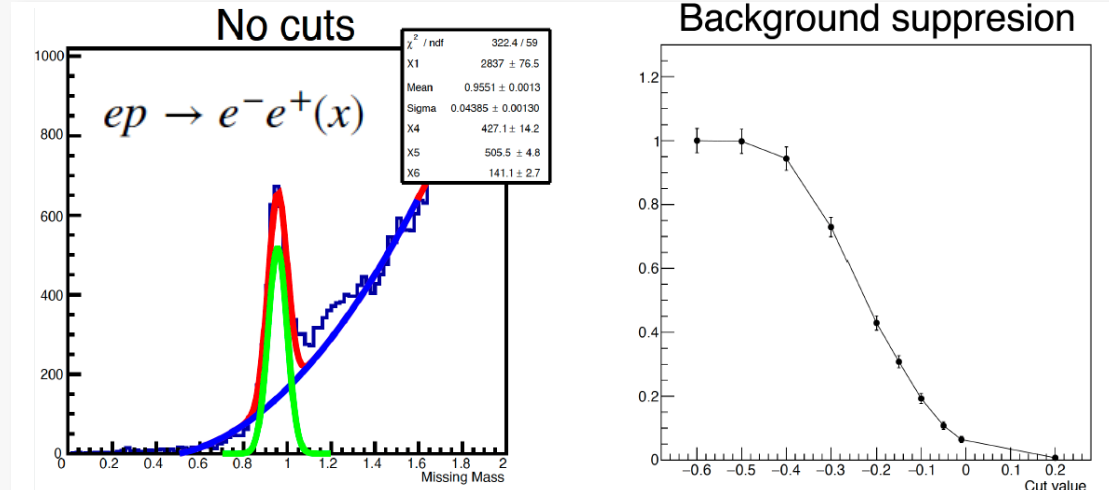 No cuts
ep → e⁻e⁺(x)
χ² / ndf 322.4 / 59
X1 2837 ± 76.5
Mean 0.9551 ± 0.0013
Sigma 0.04385 ± 0.00130
X4 427.1 ± 14.2
X5 505.5 ± 4.8
X6 141.1 ± 2.7
1000
800
600
400
200
0
0 0.2 0.4 0.6 0.8 1 1.2 1.4 1.6 1.8 2
Missing Mass
Background suppresion
1.2
1
0.8
0.6
0.4
0.2
0
−0.6 −0.5 −0.4 −0.3 −0.2 −0.1 0 0.1 0.2
Cut value